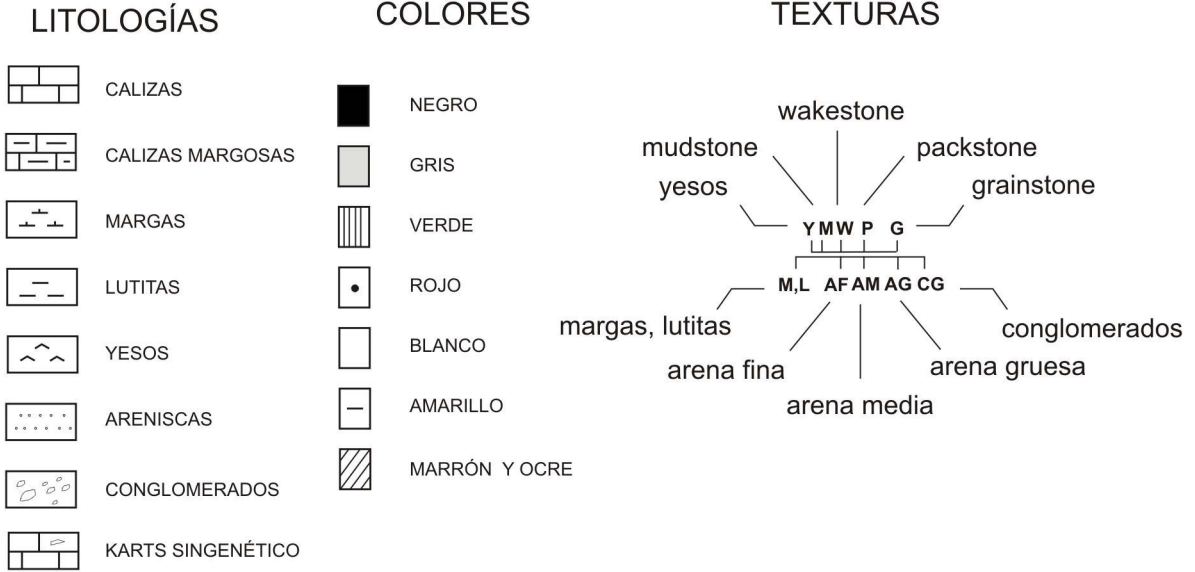 LITOLOGÍAS
CALIZAS
CALIZAS MARGOSAS
MARGAS
LUTITAS
YESOS
ARENISCAS
CONGLOMERADOS
KARTS SINGENÉTICO
COLORES
NEGRO
GRIS
VERDE
ROJO
BLANCO
AMARILLO
MARRÓN Y OCRE
TEXTURAS
wakestone
mudstone packstone
yesos grainstone
Y M W P G
M,L AF AM AG CG
margas, lutitas conglomerados
arena fina arena gruesa
arena media